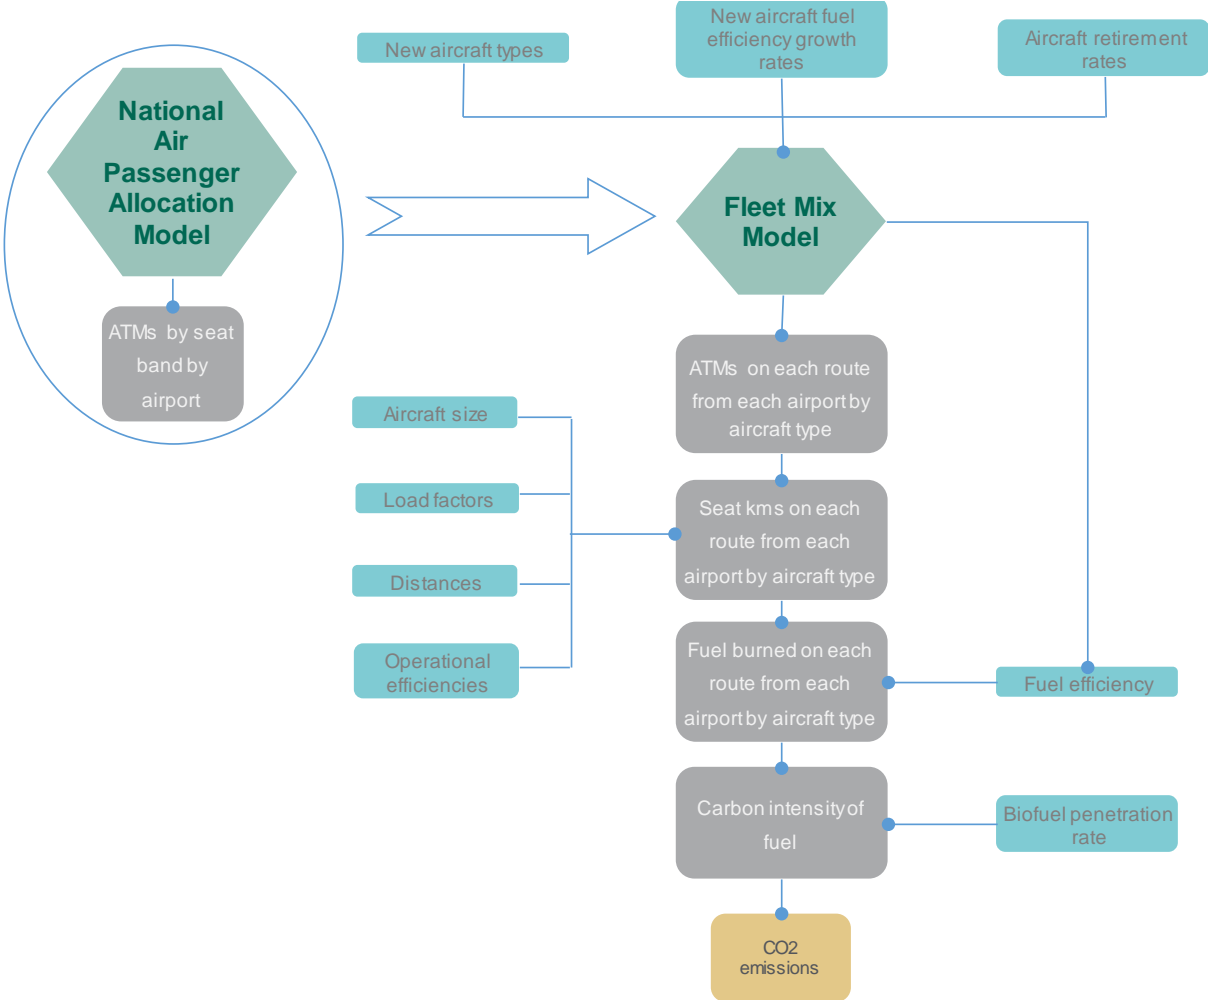 New aircraft types
New aircraft fuel
efficiency growth
rates
Aircraft retirement
rates
National
Air
Passenger
Allocation
Model
Fleet Mix
Model
ATMs by seat
band by
airport
ATMs on each route
from each airport by
aircraft type
Aircraft size
Load factors
Distances
Operational
efficiencies
Seat kms on each
route from each
airport by aircraft type
Fuel burned on each
route from each
airport by aircraft type
Fuel efficiency
Carbon intensity of
fuel
Biofuel penetration
rate
CO2
emissions